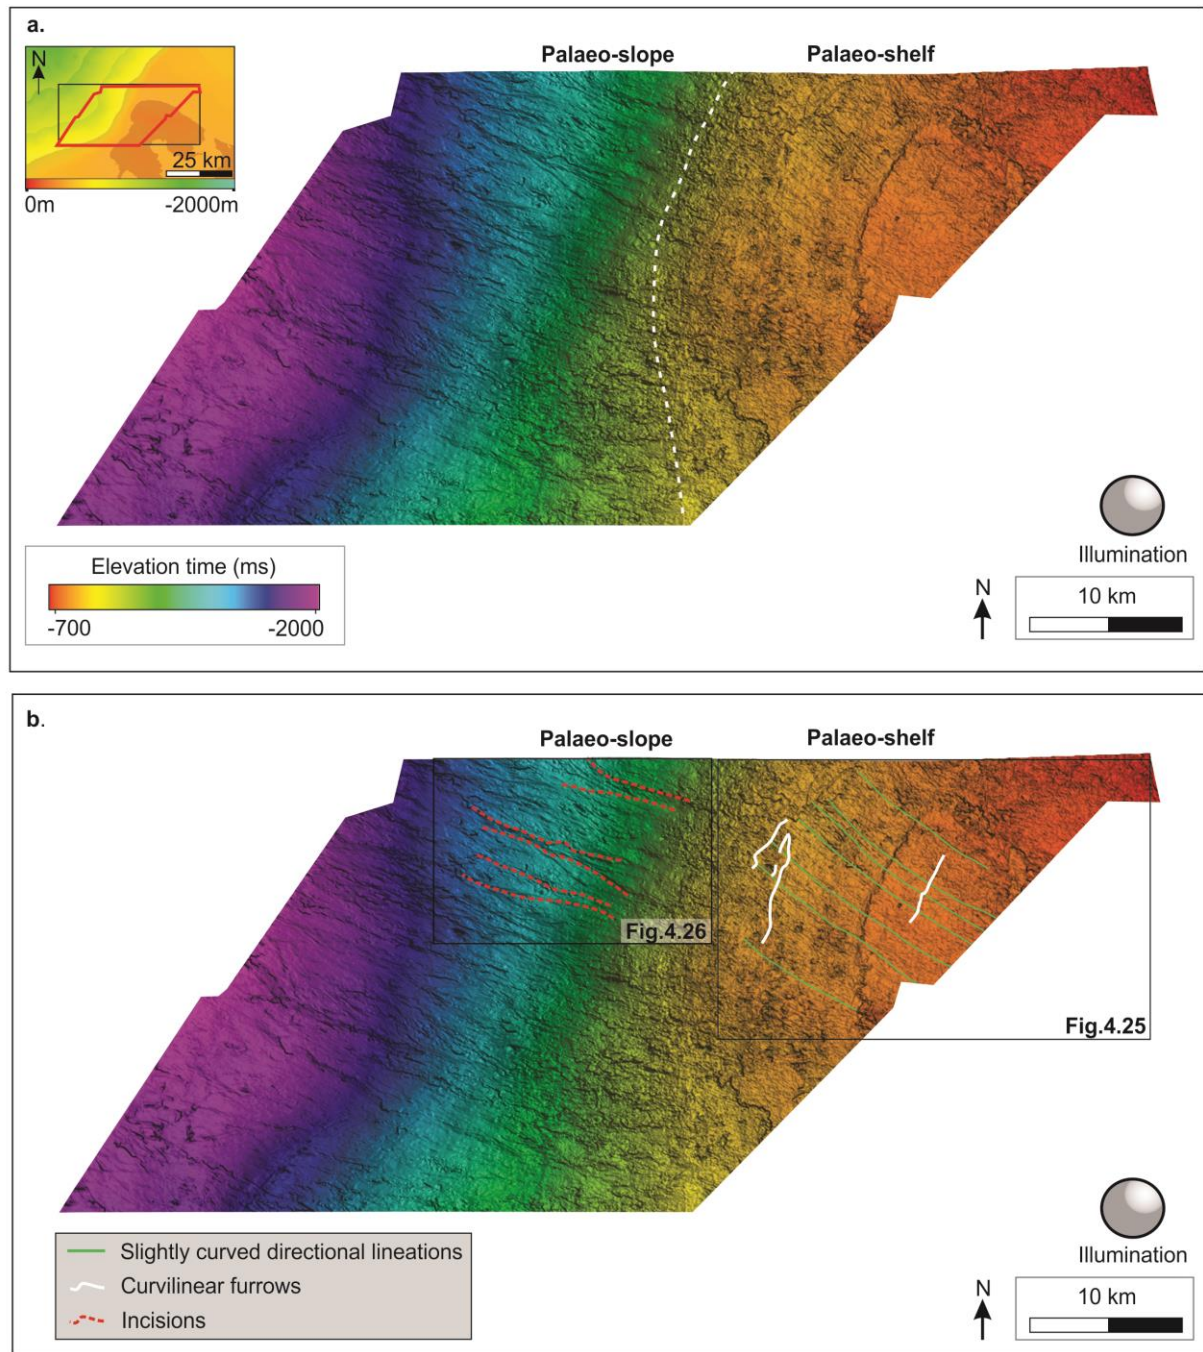 a.
N
25 km
0m -2000m
Palaeo-slope Palaeo-shelf
Elevation time (ms)
-700 -2000
Illumination
N
10 km
b.
Palaeo-slope Palaeo-shelf
Fig.4.26
Fig.4.25
Slightly curved directional lineations
Curvilinear furrows
Incisions
Illumination
N
10 km